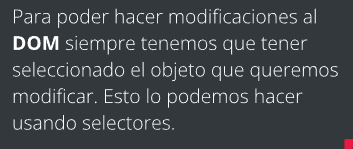 Para poder hacer modificaciones al
DOM siempre tenemos que tener
seleccionado el objeto que queremos
modificar. Esto lo podemos hacer
usando selectores.